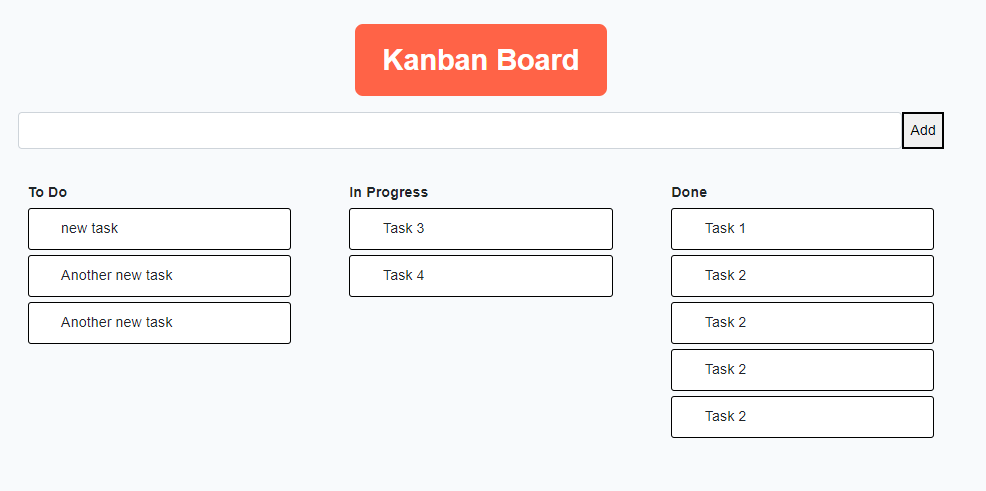 Kanban Board
Add
To Do
new task
Another new task
Another new task
In Progress
Task 3
Task 4
Done
Task 1
Task 2
Task 2
Task 2
Task 2